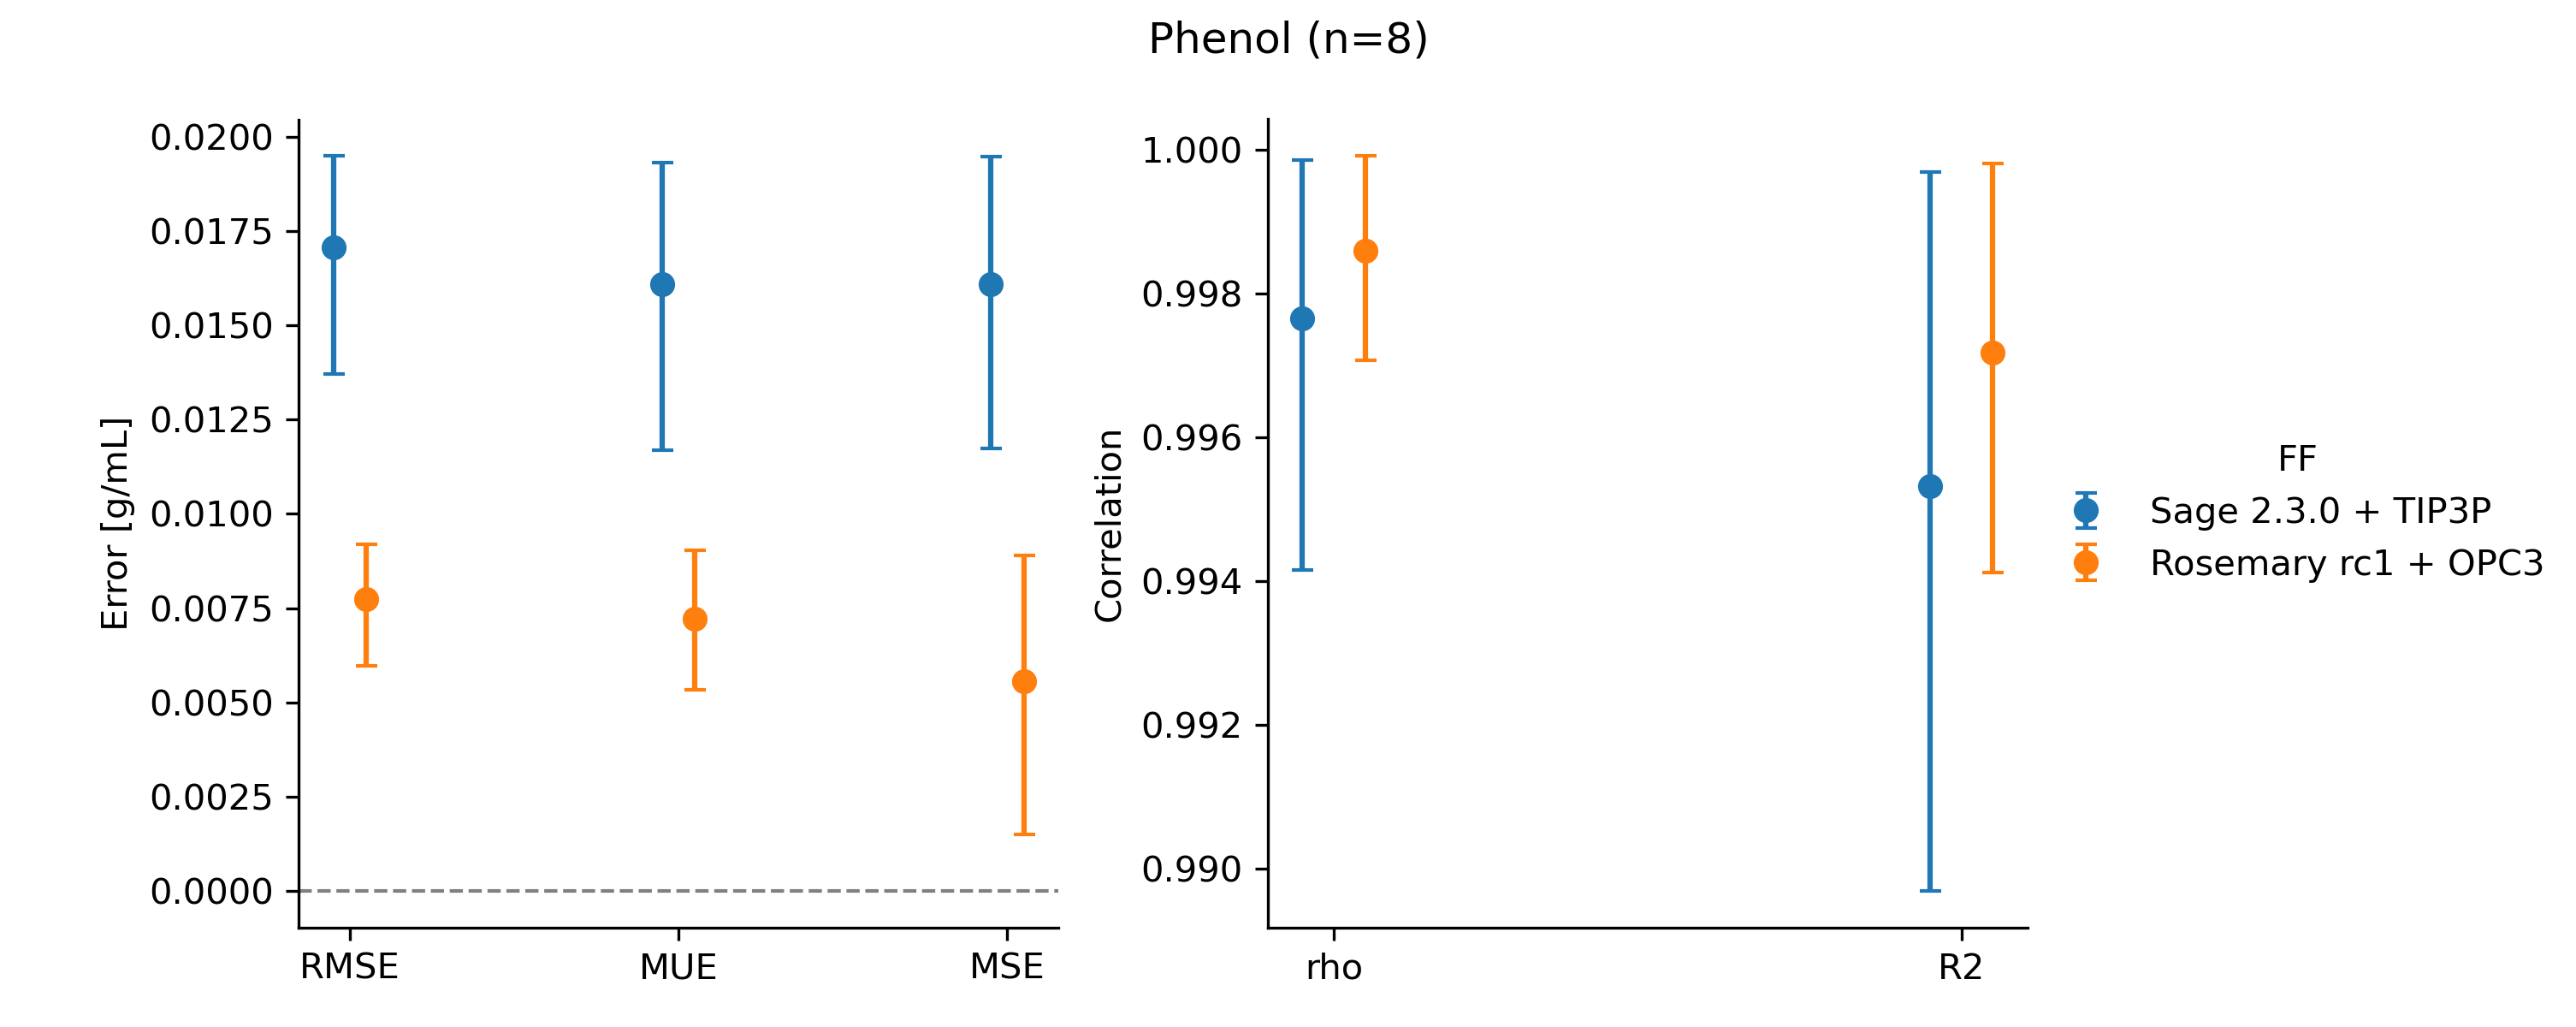 Phenol (n=8)
Error [g/mL]
0.0200
0.0175
0.0150
0.0125
0.0100
0.0075
0.0050
0.0025
0.0000
RMSE
MUE
MSE
Correlation
1.000
0.998
0.996
0.994
0.992
0.990
rho
R2
FF
Sage 2.3.0 + TIP3P
Rosemary rc1 + OPC3